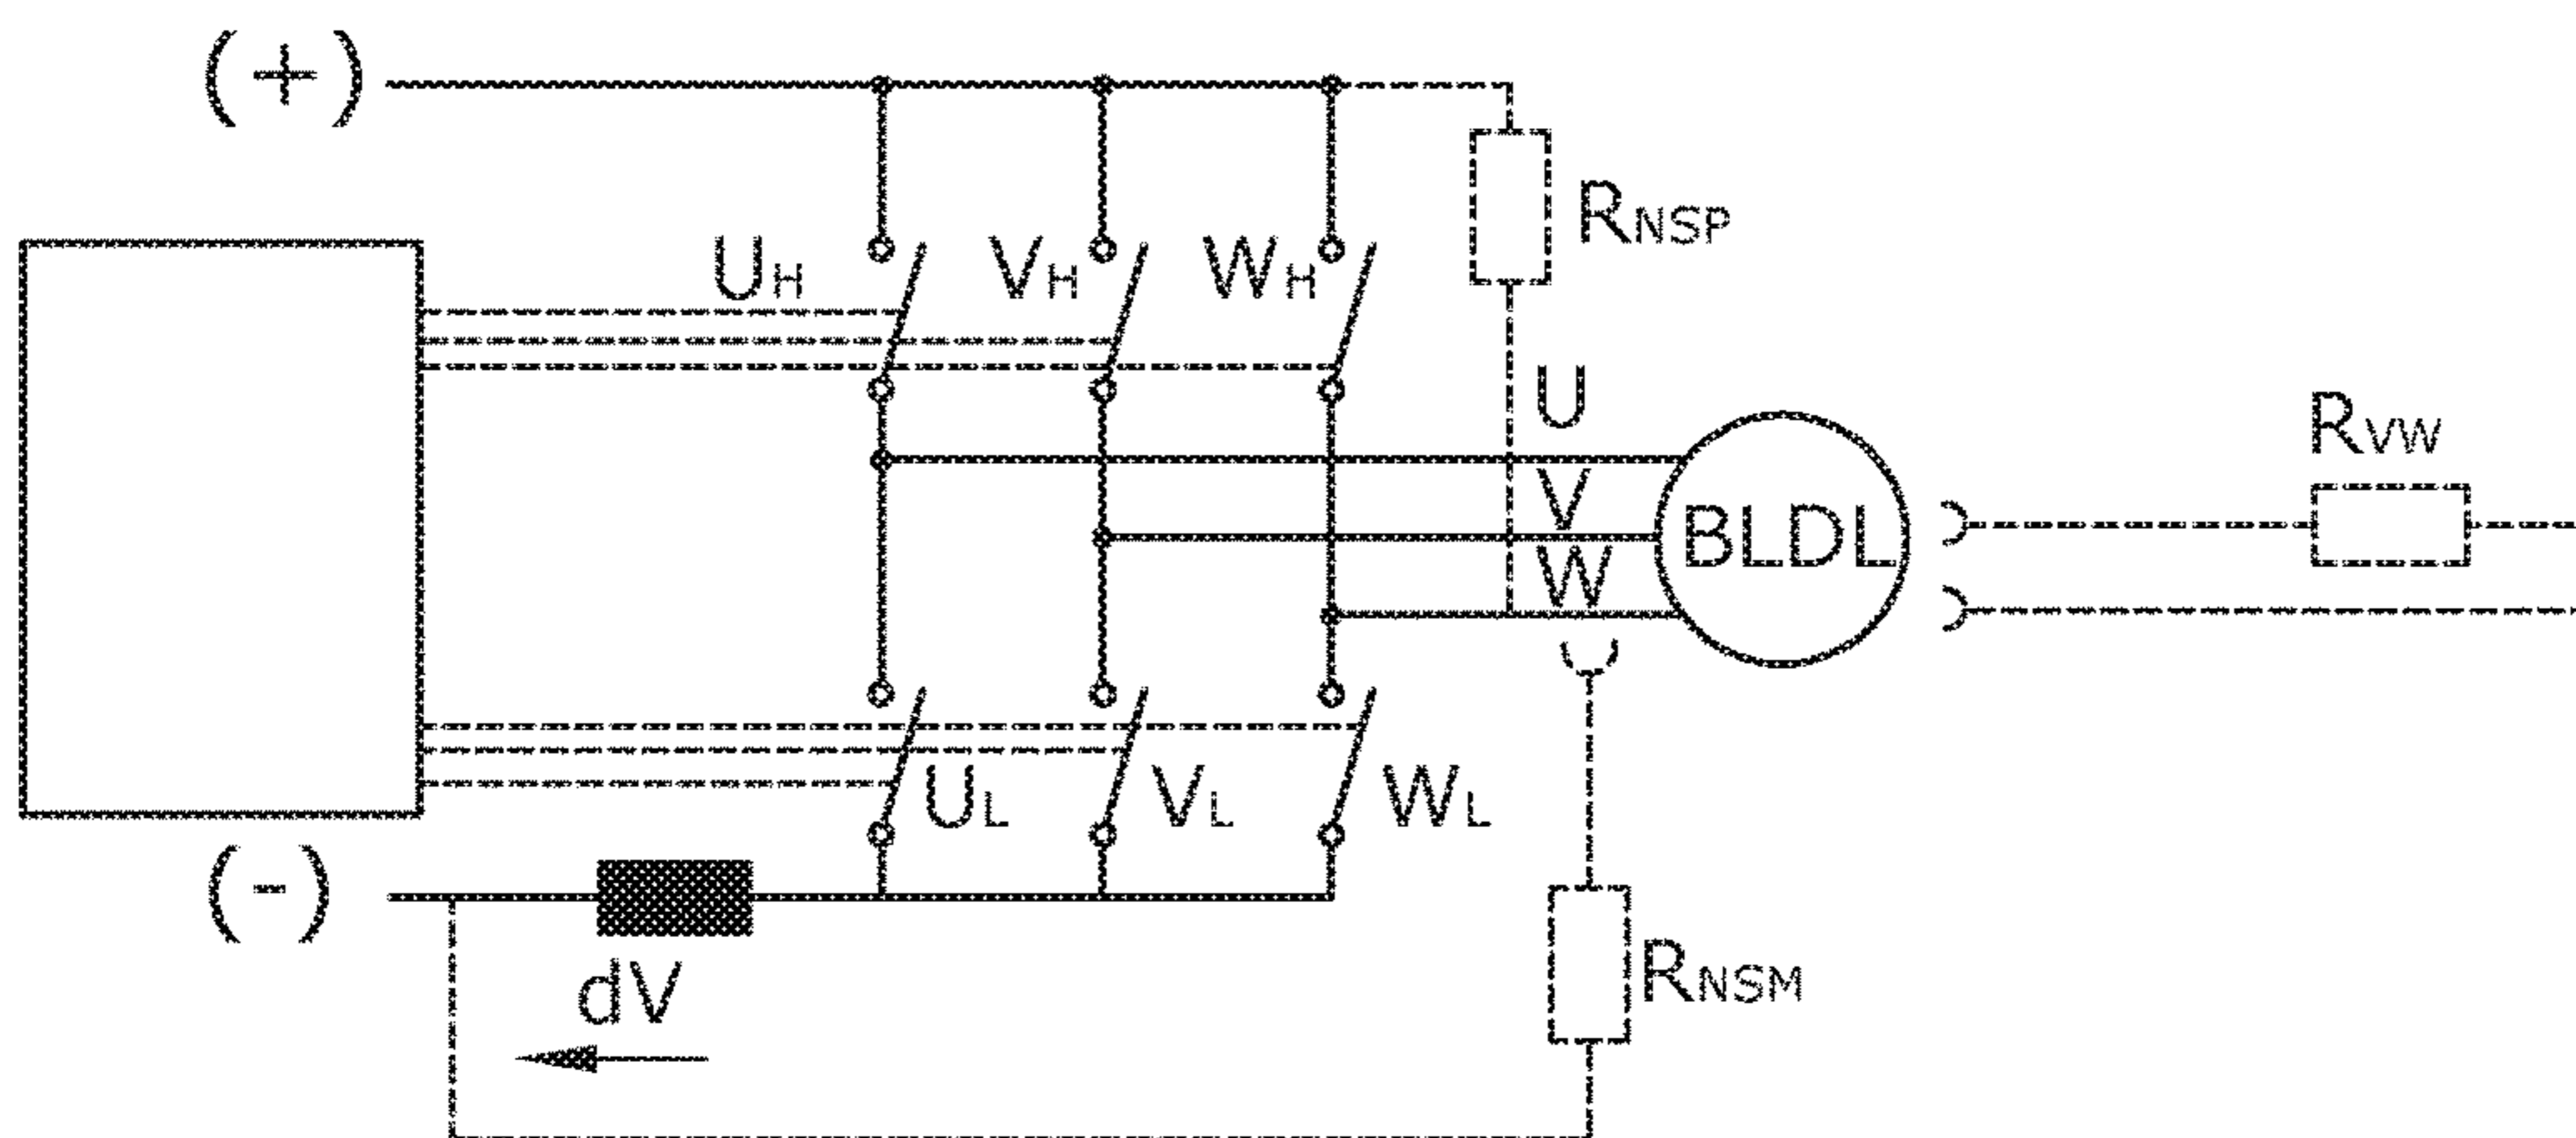 (+)
UH VH WH RNSP
U
RVW
V
BLDL
W
UL VL WL
(-)
RNSM
dV